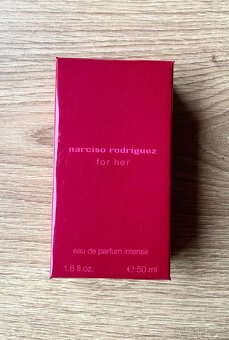 narciso rodriguez
for her
eau de parfum intense
1.6 fl.oz. ℮ 50 ml